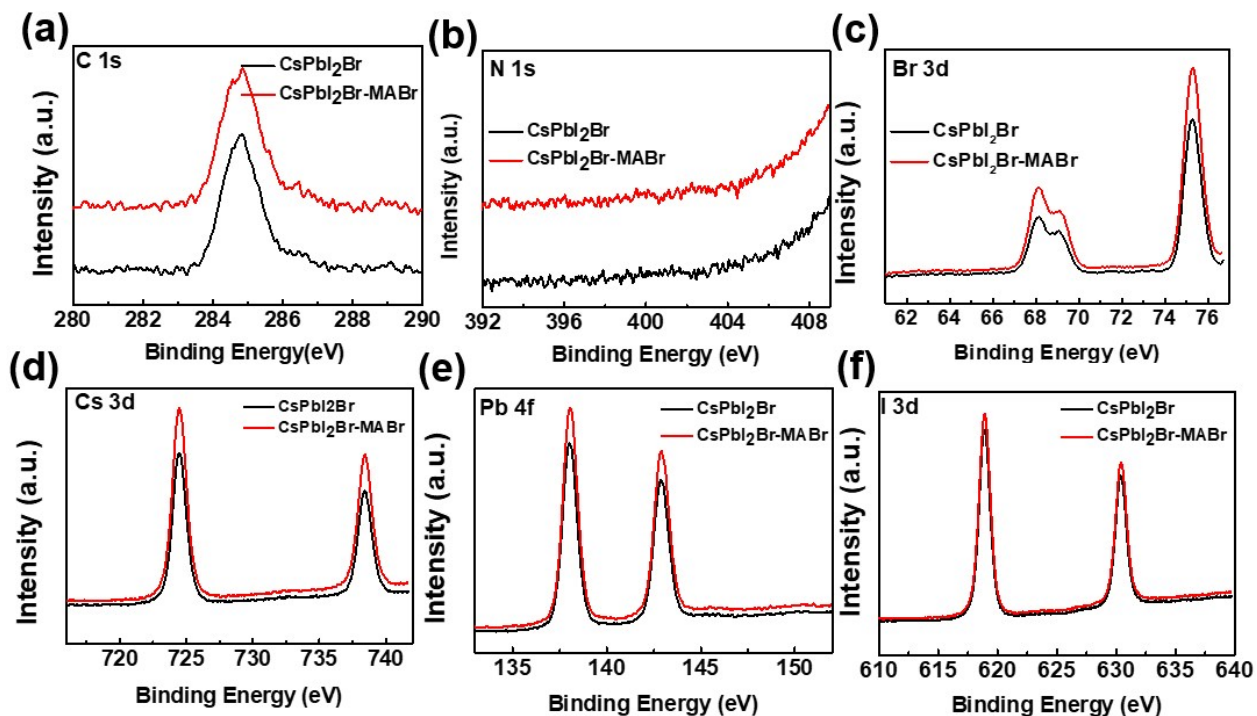 (a)
C 1s
CsPbI2Br
CsPbI2Br-MABr
Intensity (a.u.)
280 282 284 286 288 290
Binding Energy(eV)
(b)
N 1s
CsPbI2Br
CsPbI2Br-MABr
Intensity (a.u.)
392 396 400 404 408
Binding Energy (eV)
(c)
Br 3d
CsPbI2Br
CsPbI2Br-MABr
Intensity (a.u.)
62 64 66 68 70 72 74 76
Binding Energy (eV)
(d)
Cs 3d
CsPbI2Br
CsPbI2Br-MABr
Intensity (a.u.)
720 725 730 735 740
Binding Energy (eV)
(e)
Pb 4f
CsPbI2Br
CsPbI2Br-MABr
Intensity (a.u.)
135 140 145 150
Binding Energy (eV)
(f)
I 3d
CsPbI2Br
CsPbI2Br-MABr
Intensity (a.u.)
610 615 620 625 630 635 640
Binding Energy (eV)